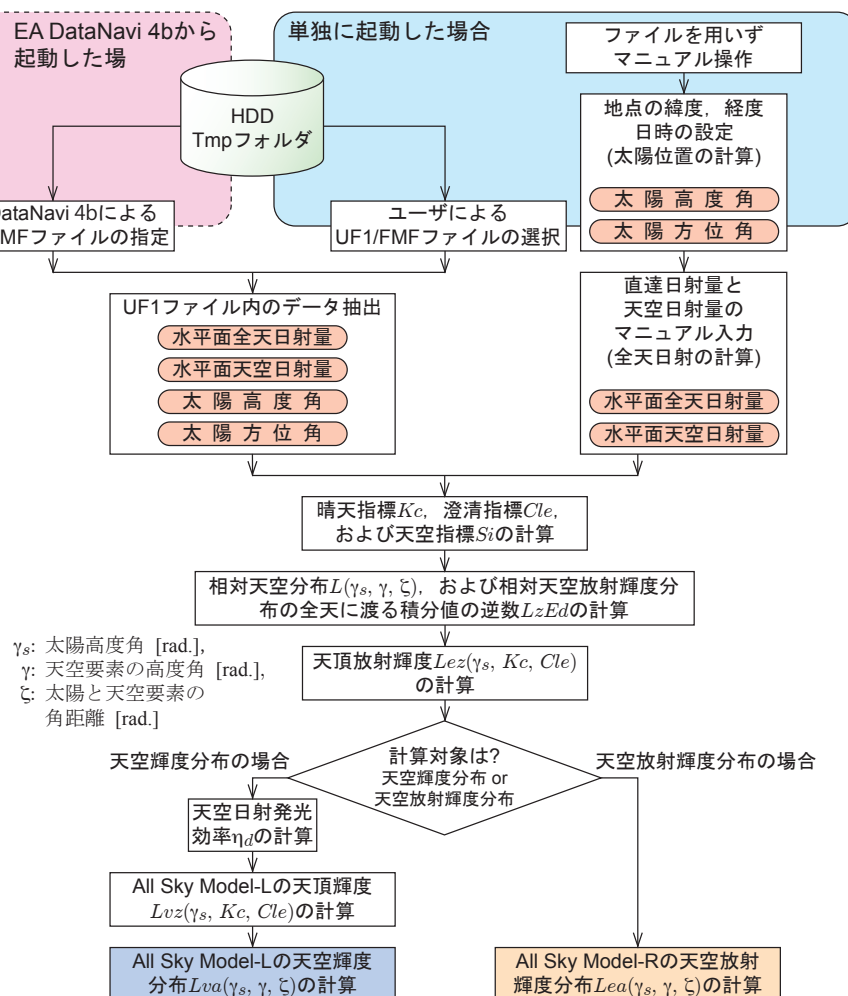 EA DataNavi 4bから
起動した場
単独に起動した場合
ファイルを用いず
マニュアル操作
HDD
Tmpフォルダ
地点の緯度，経度
日時の設定
(太陽位置の計算)
太陽高度角
太陽方位角
DataNavi 4bによる
MFファイルの指定
ユーザによる
UF1/FMFファイルの選択
UF1ファイル内のデータ抽出
水平面全天日射量
水平面天空日射量
太陽高度角
太陽方位角
直達日射量と
天空日射量の
マニュアル入力
(全天日射の計算)
水平面全天日射量
水平面天空日射量
晴天指標Kc，澄清指標Cle，
および天空指標Siの計算
相対天空分布L(γs, γ, ζ)，および相対天空放射輝度分
布の全天に渡る積分値の逆数LzEdの計算
γs: 太陽高度角 [rad.],
γ: 天空要素の高度角 [rad.],
ζ: 太陽と天空要素の
角距離 [rad.]
天頂放射輝度Lez(γs, Kc, Cle)
の計算
天空輝度分布の場合
計算対象は?
天空輝度分布 or
天空放射輝度分布
天空放射輝度分布の場合
天空日射発光
効率ηdの計算
All Sky Model-Lの天頂輝度
Lvz(γs, Kc, Cle)の計算
All Sky Model-Lの天空輝度
分布Lva(γs, γ, ζ)の計算
All Sky Model-Rの天空放射
輝度分布Lea(γs, γ, ζ)の計算